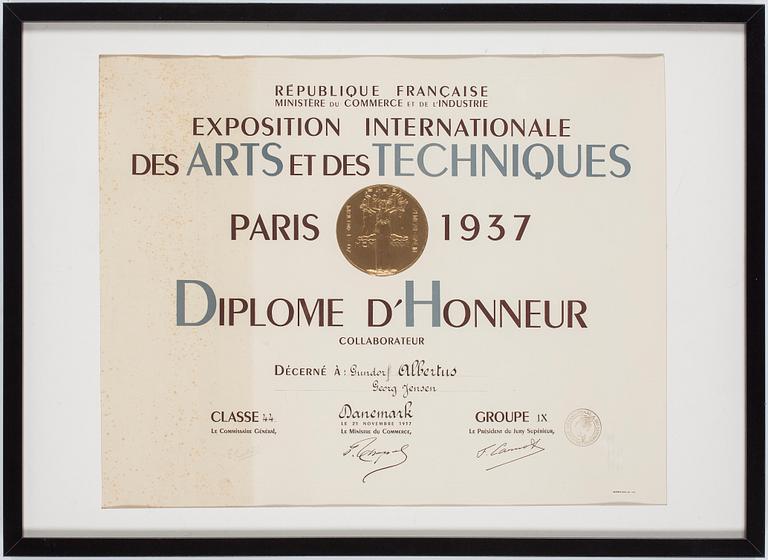 RÉPUBLIQUE FRANÇAISE
MINISTÈRE DU COMMERCE ET DE L'INDUSTRIE
EXPOSITION INTERNATIONALE
DES ARTS ET DES TECHNIQUES
PARIS 1937
DIPLOME D'HONNEUR
COLLABORATEUR
DÉCERNÉ À : Gundorf Albertus
Georg Jensen
CLASSE 44 Danemark GROUPE IX
LE 25 NOVEMBRE 1937
LE COMMISSAIRE GÉNÉRAL, LE MINISTRE DU COMMERCE, LE PRÉSIDENT DU JURY SUPÉRIEUR,